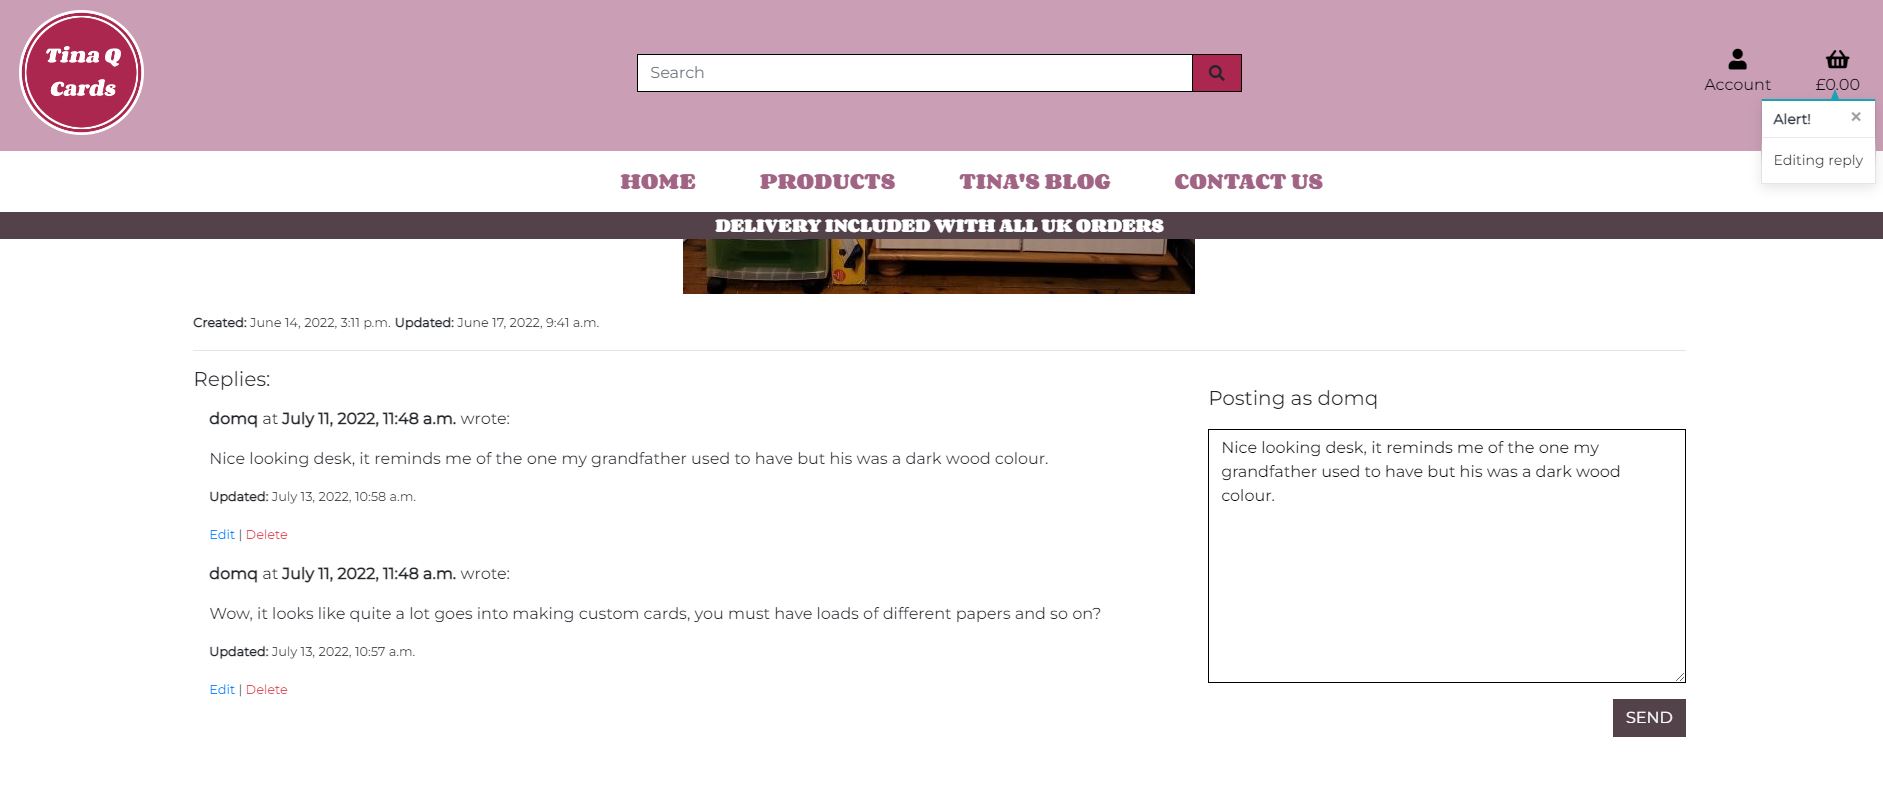 Tina Q
Cards
Search
Account
£0.00
Alert! ×
Editing reply
HOME PRODUCTS TINA'S BLOG CONTACT US
DELIVERY INCLUDED WITH ALL UK ORDERS
Created: June 14, 2022, 3:11 p.m. Updated: June 17, 2022, 9:41 a.m.
Replies:
domq at July 11, 2022, 11:48 a.m. wrote:
Nice looking desk, it reminds me of the one my grandfather used to have but his was a dark wood colour.
Updated: July 13, 2022, 10:58 a.m.
Edit | Delete
domq at July 11, 2022, 11:48 a.m. wrote:
Wow, it looks like quite a lot goes into making custom cards, you must have loads of different papers and so on?
Updated: July 13, 2022, 10:57 a.m.
Edit | Delete
Posting as domq
Nice looking desk, it reminds me of the one my
grandfather used to have but his was a dark wood
colour.
SEND